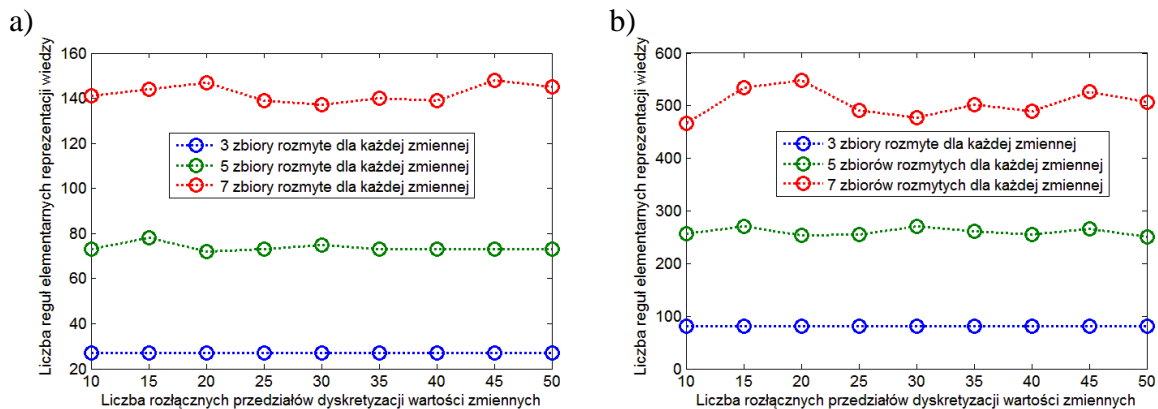 a)
160
140
120
100
80
60
40
20
Liczba reguł elementarnych reprezentacji wiedzy
3 zbiory rozmyte dla każdej zmiennej
5 zbiory rozmyte dla każdej zmiennej
7 zbiory rozmyte dla każdej zmiennej
10 15 20 25 30 35 40 45 50
Liczba rozłącznych przedziałów dyskretyzacji wartości zmiennych
b)
600
500
400
300
200
100
0
Liczba reguł elementarnych reprezentacji wiedzy
3 zbiory rozmyte dla każdej zmiennej
5 zbiorów rozmytych dla każdej zmiennej
7 zbiorów rozmytych dla każdej zmiennej
10 15 20 25 30 35 40 45 50
Liczba rozłącznych przedziałów dyskretyzacji wartości zmiennych